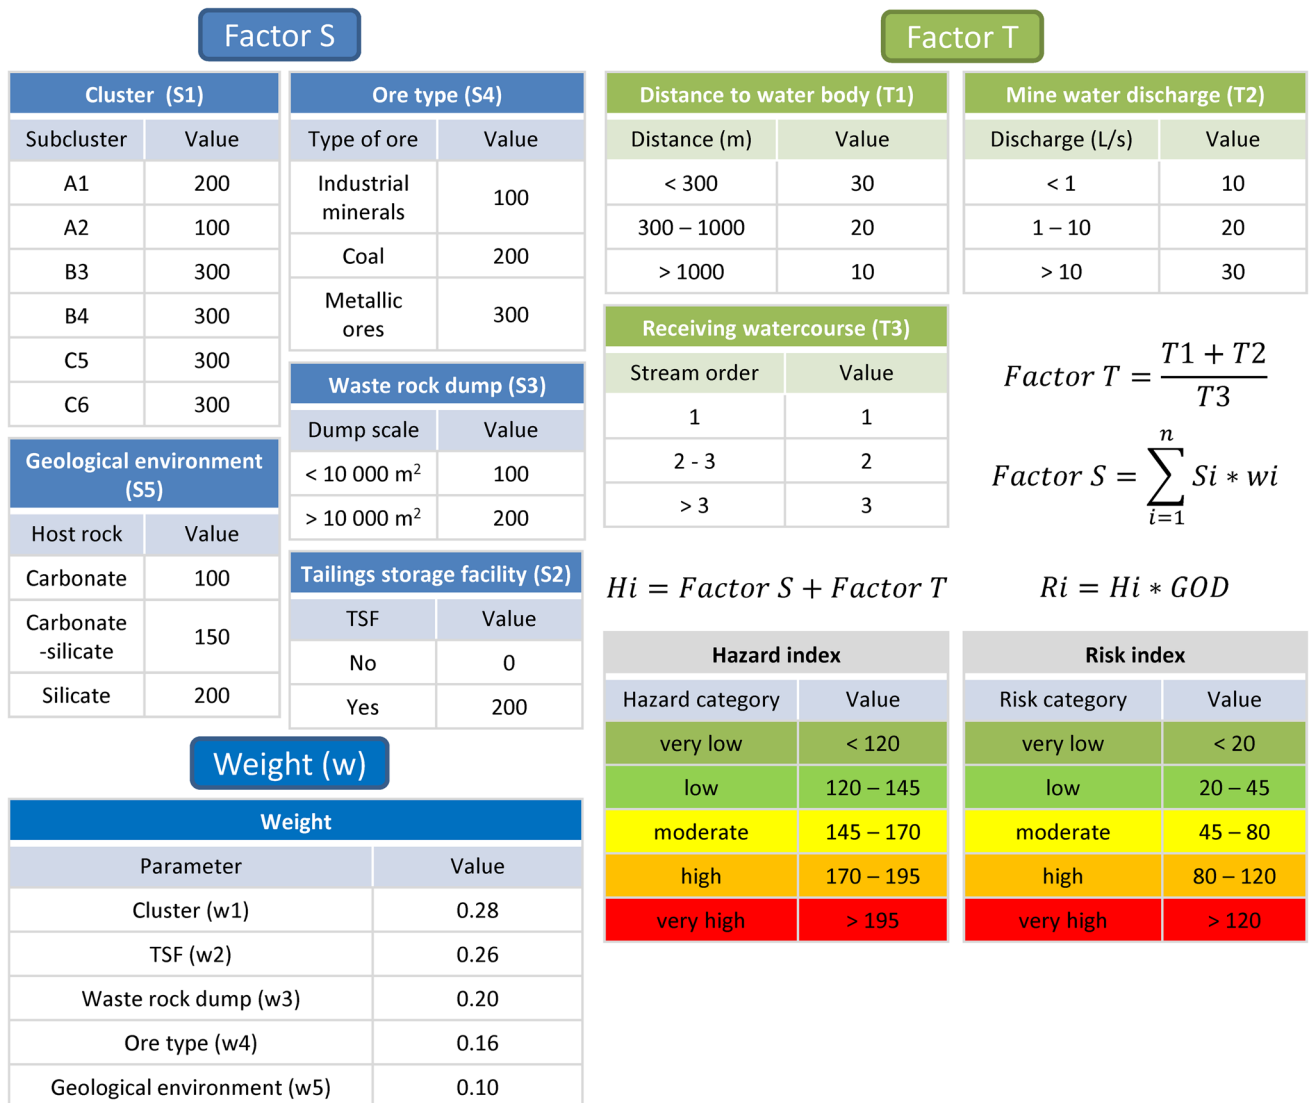 Factor S
Cluster (S1)
Subcluster Value
A1 200
A2 100
B3 300
B4 300
C5 300
C6 300
Geological environment
(S5)
Host rock Value
Carbonate 100
Carbonate
-silicate 150
Silicate 200
Ore type (S4)
Type of ore Value
Industrial
minerals 100
Coal 200
Metallic
ores 300
Waste rock dump (S3)
Dump scale Value
< 10 000 m² 100
> 10 000 m² 200
Tailings storage facility (S2)
TSF Value
No 0
Yes 200
Weight (w)
Weight
Parameter Value
Cluster (w1) 0.28
TSF (w2) 0.26
Waste rock dump (w3) 0.20
Ore type (w4) 0.16
Geological environment (w5) 0.10
Factor T
Distance to water body (T1)
Distance (m) Value
< 300 30
300 – 1000 20
> 1000 10
Mine water discharge (T2)
Discharge (L/s) Value
< 1 10
1 – 10 20
> 10 30
Receiving watercourse (T3)
Stream order Value
1 1
2 - 3 2
> 3 3
Factor T = (T1 + T2) / T3
n
Factor S = ∑ Si ∗ wi
i=1
Hi = Factor S + Factor T
Ri = Hi ∗ GOD
Hazard index
Hazard category Value
very low < 120
low 120 – 145
moderate 145 – 170
high 170 – 195
very high > 195
Risk index
Risk category Value
very low < 20
low 20 – 45
moderate 45 – 80
high 80 – 120
very high > 120